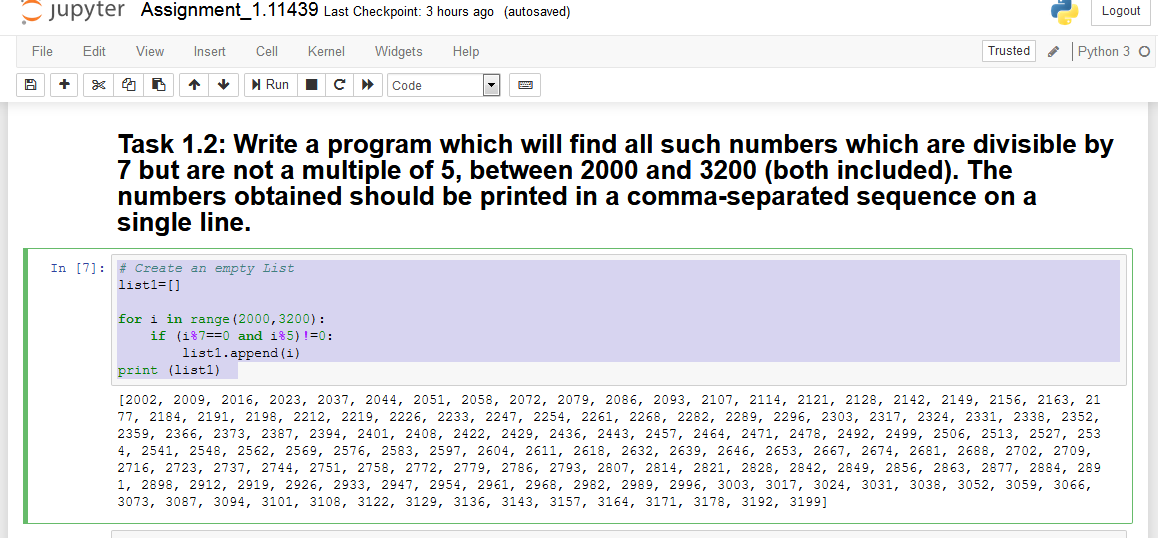 jupyter Assignment_1.11439 Last Checkpoint: 3 hours ago (autosaved)
Logout
File Edit View Insert Cell Kernel Widgets Help
Trusted
Python 3
Run
Code
Task 1.2: Write a program which will find all such numbers which are divisible by
7 but are not a multiple of 5, between 2000 and 3200 (both included). The
numbers obtained should be printed in a comma-separated sequence on a
single line.
In [7]:
# Create an empty List
list1=[]
for i in range(2000,3200):
    if (i%7==0 and i%5)!=0:
        list1.append(i)
print (list1)
[2002, 2009, 2016, 2023, 2037, 2044, 2051, 2058, 2072, 2079, 2086, 2093, 2107, 2114, 2121, 2128, 2142, 2149, 2156, 2163, 21
77, 2184, 2191, 2198, 2212, 2219, 2226, 2233, 2247, 2254, 2261, 2268, 2282, 2289, 2296, 2303, 2317, 2324, 2331, 2338, 2352,
2359, 2366, 2373, 2387, 2394, 2401, 2408, 2422, 2429, 2436, 2443, 2457, 2464, 2471, 2478, 2492, 2499, 2506, 2513, 2527, 253
4, 2541, 2548, 2562, 2569, 2576, 2583, 2597, 2604, 2611, 2618, 2632, 2639, 2646, 2653, 2667, 2674, 2681, 2688, 2702, 2709,
2716, 2723, 2737, 2744, 2751, 2758, 2772, 2779, 2786, 2793, 2807, 2814, 2821, 2828, 2842, 2849, 2856, 2863, 2877, 2884, 289
1, 2898, 2912, 2919, 2926, 2933, 2947, 2954, 2961, 2968, 2982, 2989, 2996, 3003, 3017, 3024, 3031, 3038, 3052, 3059, 3066,
3073, 3087, 3094, 3101, 3108, 3122, 3129, 3136, 3143, 3157, 3164, 3171, 3178, 3192, 3199]